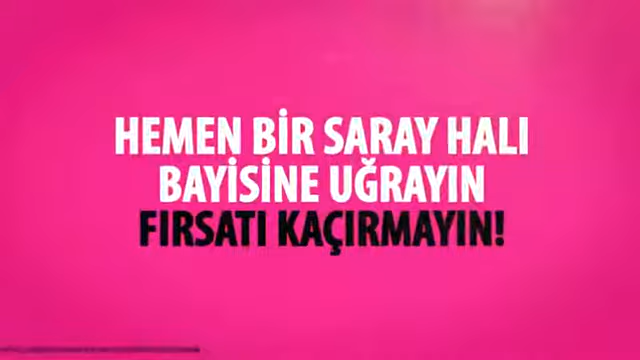 HEMEN BİR SARAY HALI
BAYİSİNE UĞRAYIN
FIRSATI KAÇIRMAYIN!